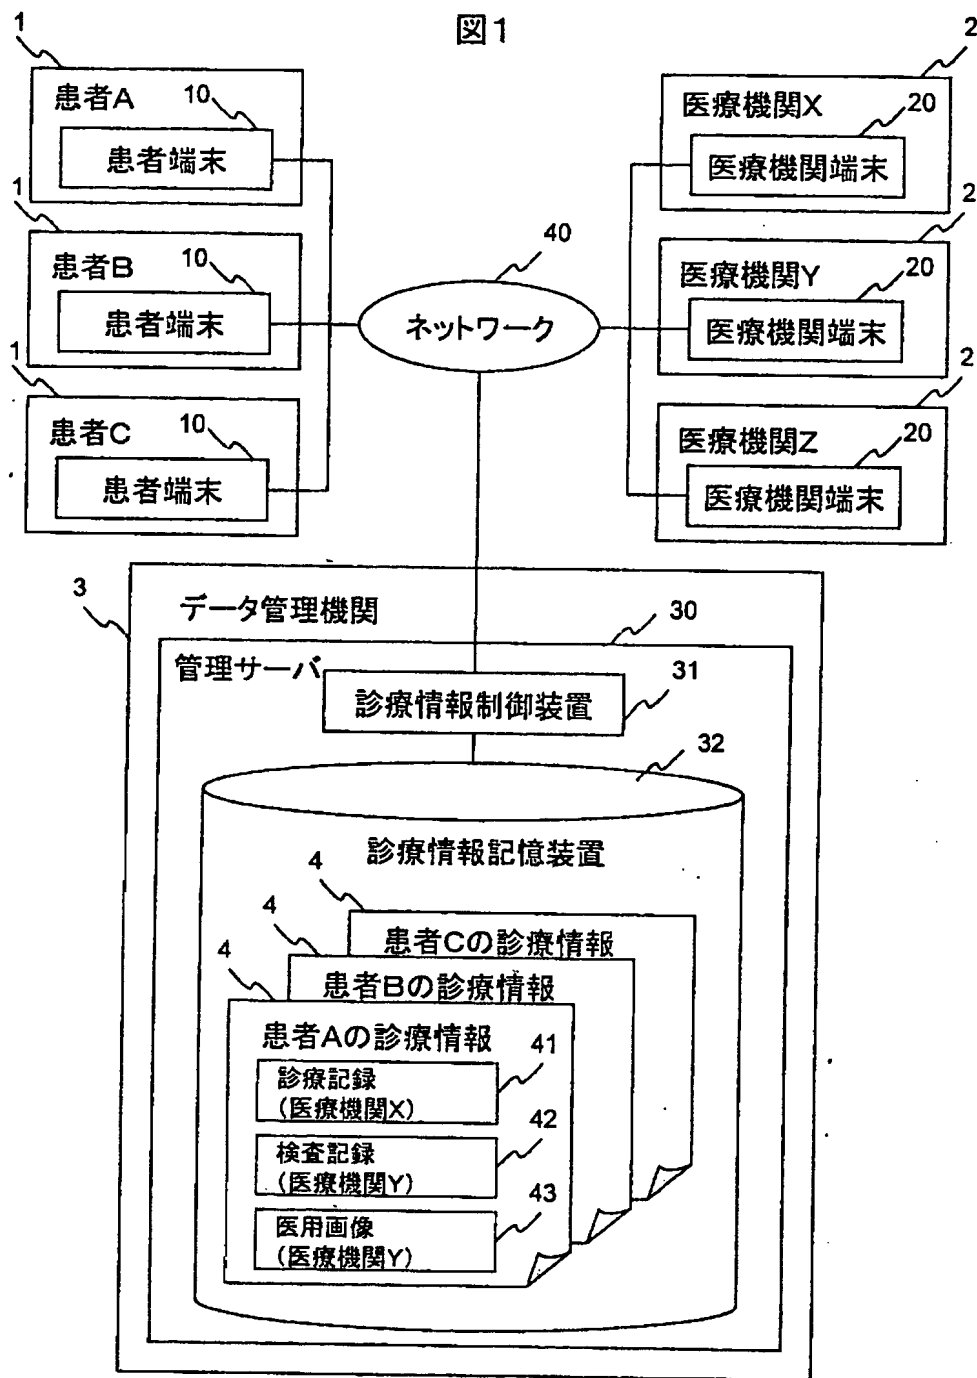 図1
1
患者A
10
患者端末
1
患者B
10
患者端末
1
患者C
10
患者端末
40
ネットワーク
2
医療機関X
20
医療機関端末
2
医療機関Y
20
医療機関端末
2
医療機関Z
20
医療機関端末
3
データ管理機関
30
管理サーバ
31
診療情報制御装置
32
診療情報記憶装置
4
患者Cの診療情報
4
患者Bの診療情報
4
患者Aの診療情報
41
診療記録
(医療機関X)
42
検査記録
(医療機関Y)
43
医用画像
(医療機関Y)